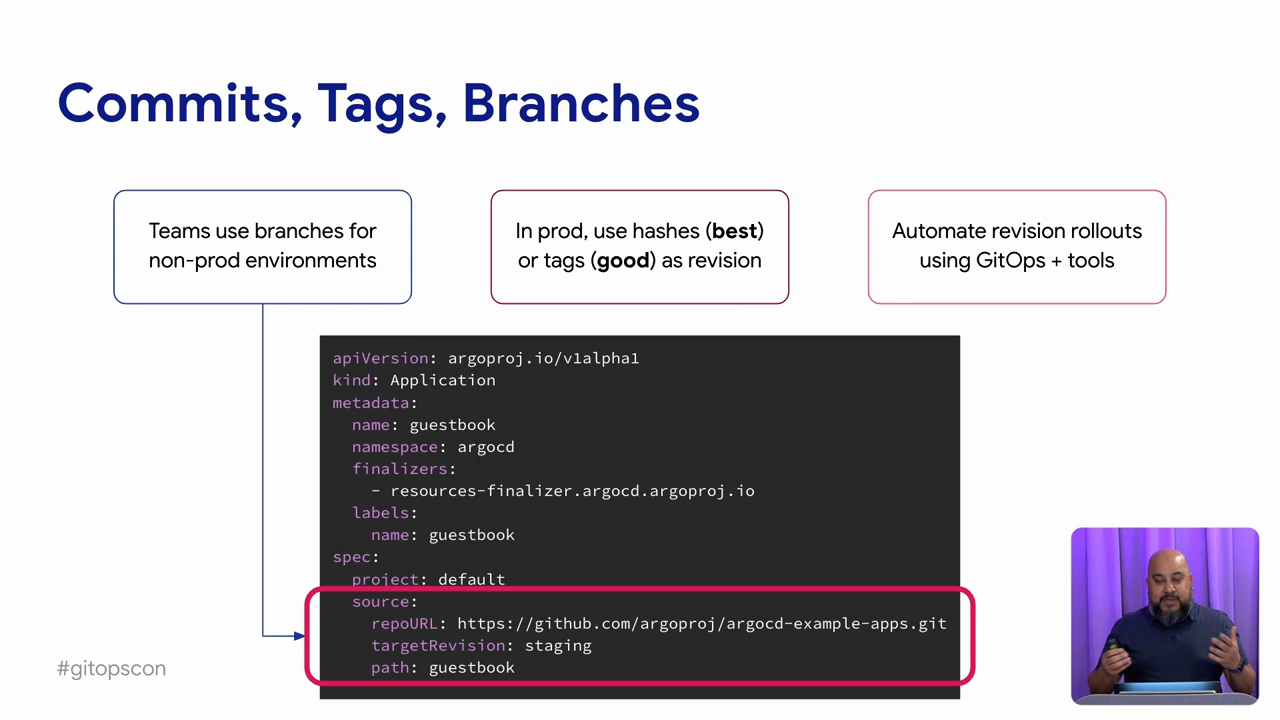 Commits, Tags, Branches
Teams use branches for
non-prod environments
In prod, use hashes (best)
or tags (good) as revision
Automate revision rollouts
using GitOps + tools
apiVersion: argoproj.io/v1alpha1
kind: Application
metadata:
  name: guestbook
  namespace: argocd
  finalizers:
    - resources-finalizer.argocd.argoproj.io
  labels:
    name: guestbook
spec:
  project: default
  source:
    repoURL: https://github.com/argoproj/argocd-example-apps.git
    targetRevision: staging
    path: guestbook
#gitopscon